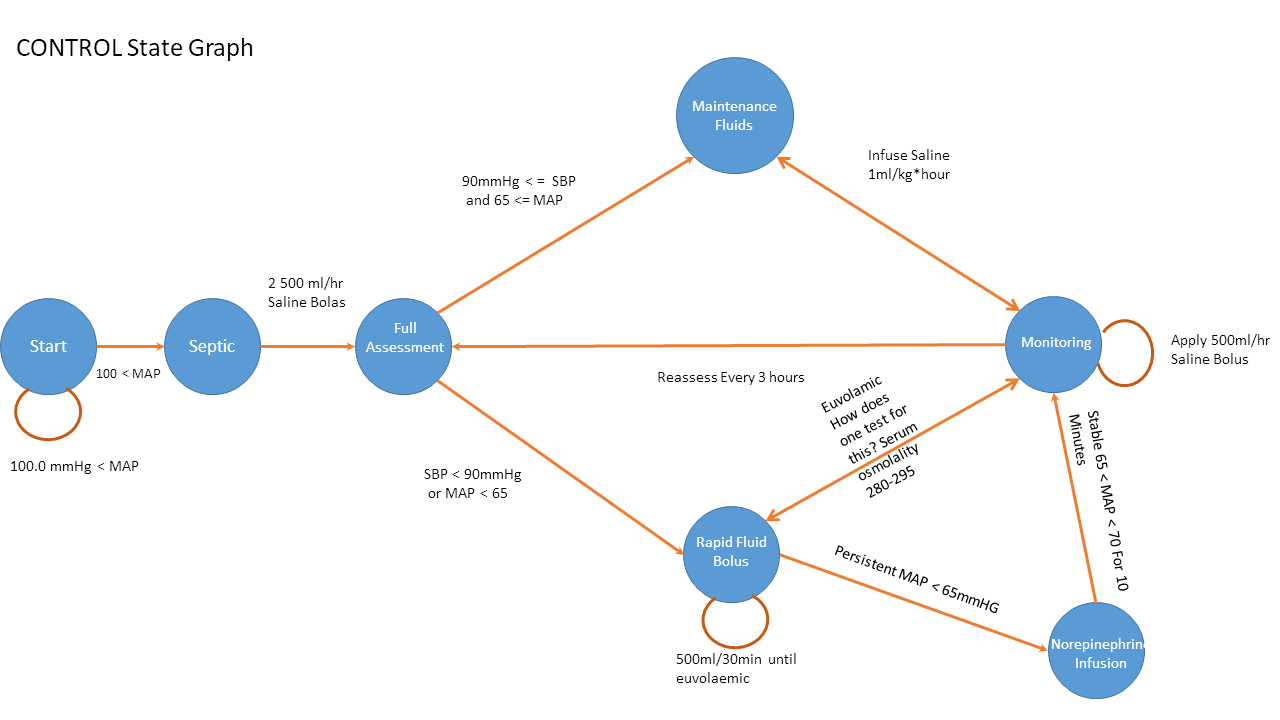 CONTROL State Graph
Maintenance
Fluids
Infuse Saline
1ml/kg*hour
90mmHg < = SBP
and 65 <= MAP
2 500 ml/hr
Saline Bolas
Start
100 < MAP
Septic
Full
Assessment
Monitoring
Apply 500ml/hr
Saline Bolus
Reassess Every 3 hours
100.0 mmHg < MAP
SBP < 90mmHg
or MAP < 65
Euvolamic
How does
one test for
this? Serum
osmolality
280-295
Stable 65 < MAP < 70 For 10
Minutes
Rapid Fluid
Bolus
Persistent MAP < 65mmHG
500ml/30min until
euvolaemic
Norepinephrin
Infusion